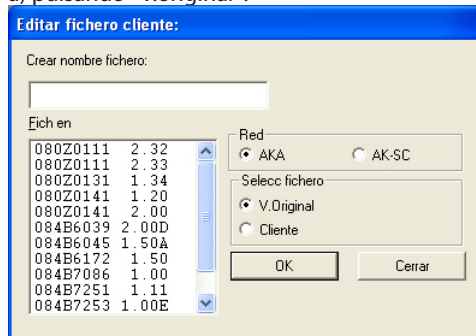 a) pulsando "V.Original".
Editar fichero cliente:
Crear nombre fichero:
Fich en
080Z0111 2.32
080Z0111 2.33
080Z0131 1.34
080Z0141 1.20
080Z0141 2.00
084B6039 2.00D
084B6045 1.50A
084B6172 1.50
084B7086 1.00
084B7251 1.11
084B7253 1.00E
Red
AKA
AK-SC
Selecc fichero
V.Original
Cliente
OK
Cerrar